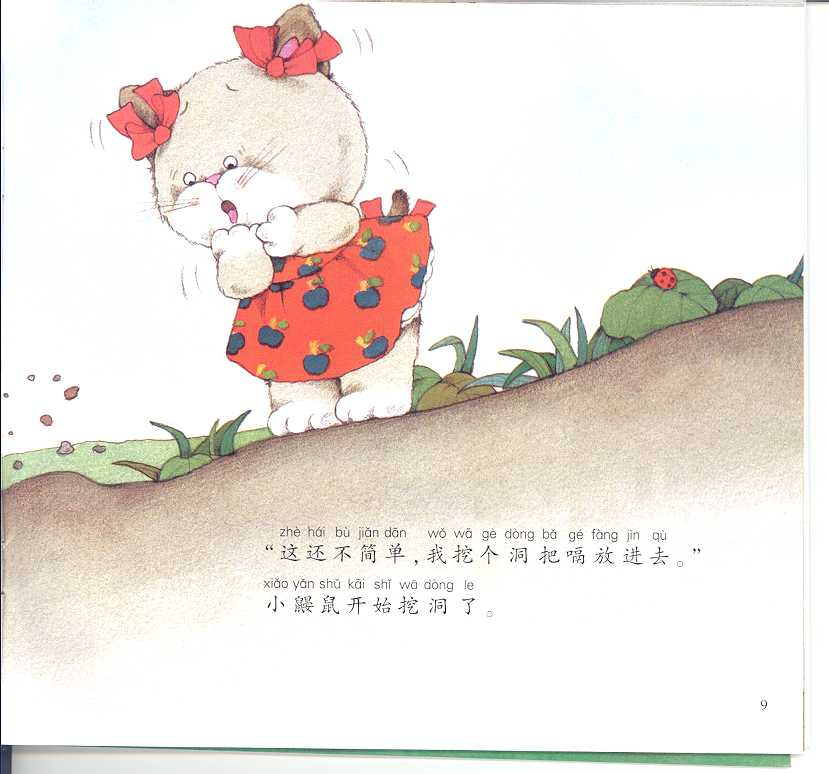 zhè hái bù jiǎn dān wǒ wā gè dòng bǎ gé fàng jìn qù
“这还不简单,我挖个洞把嗝放进去。”
xiǎo yǎn shǔ kāi shǐ wā dòng le
小鼹鼠开始挖洞了。
9